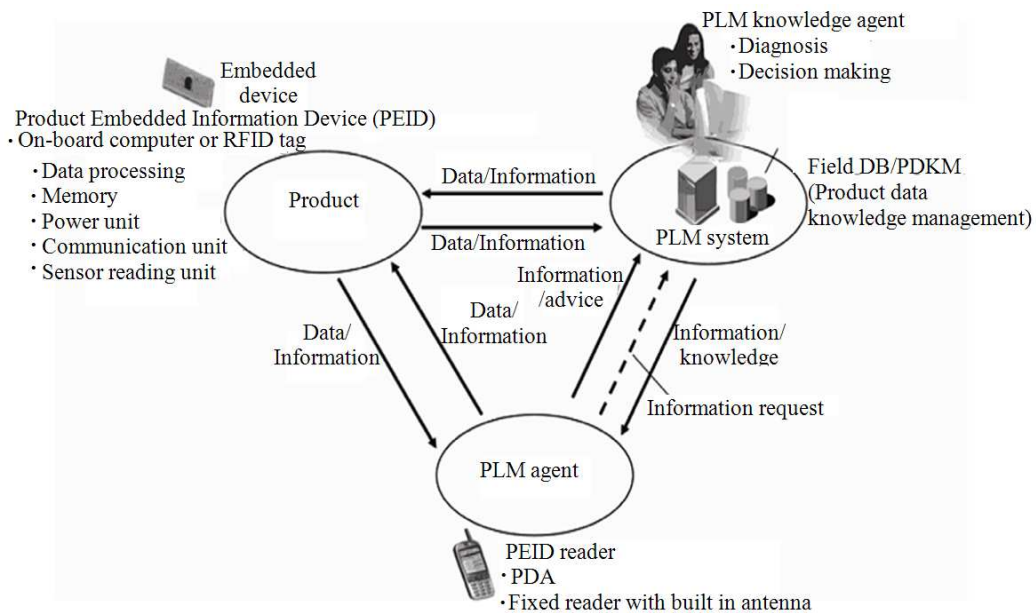 PLM knowledge agent
· Diagnosis
· Decision making
Embedded
device
Product Embedded Information Device (PEID)
· On-board computer or RFID tag
· Data processing
· Memory
· Power unit
· Communication unit
· Sensor reading unit
Product
Data/Information
Data/Information
Field DB/PDKM
(Product data
knowledge management)
PLM system
Information
/advice
Data/
Information
Data/
Information
Information/
knowledge
Information request
PLM agent
PEID reader
· PDA
· Fixed reader with built in antenna